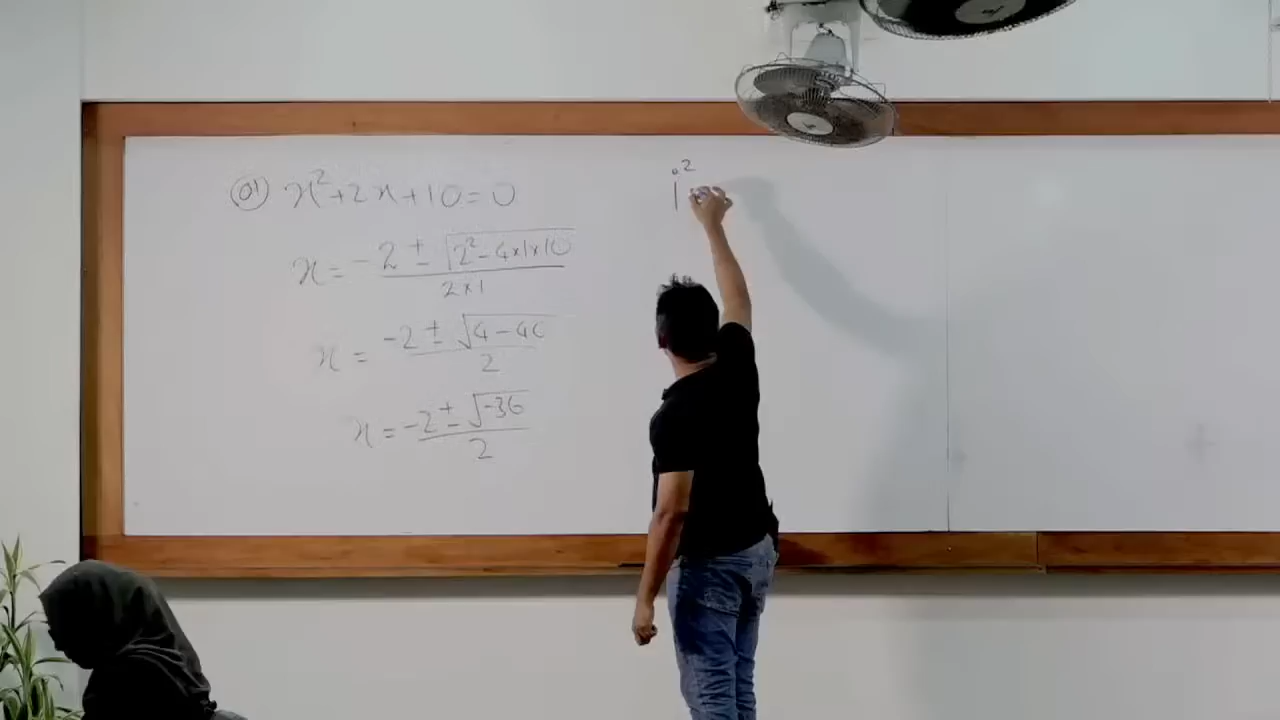 01 x² + 2x + 10 = 0
x = -2 ± √2² - 4×1×10 / 2×1
x = -2 ± √4 - 40 / 2
x = -2 ± √-36 / 2
i²